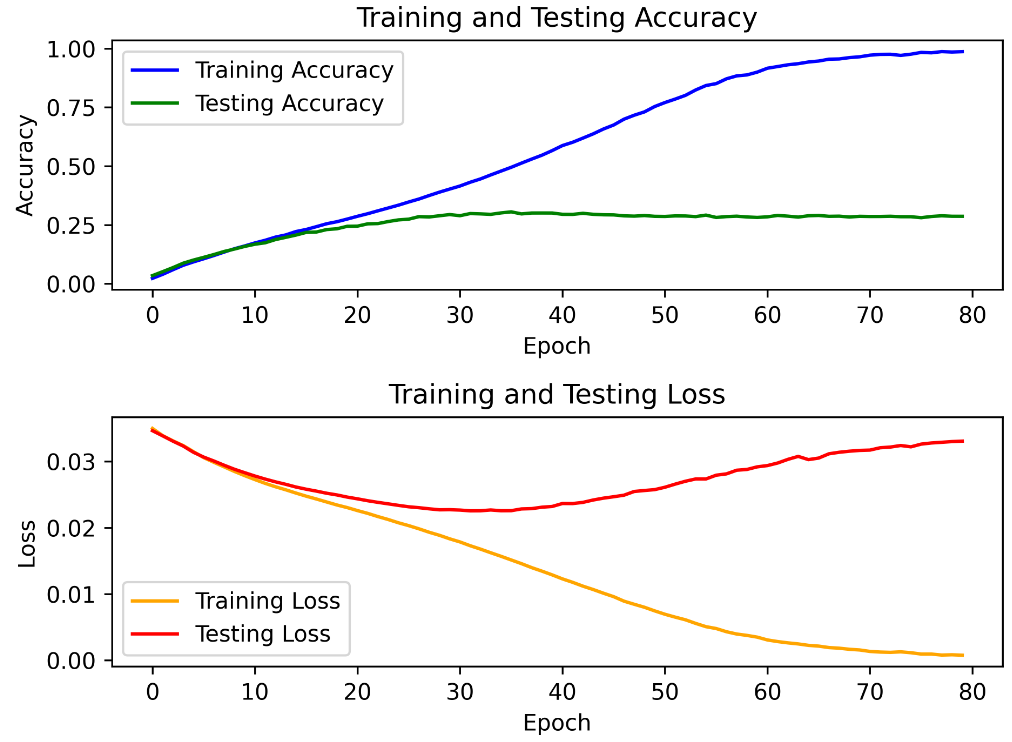 Training and Testing Accuracy
1.00
0.75
0.50
0.25
0.00
Accuracy
Training Accuracy
Testing Accuracy
0 10 20 30 40 50 60 70 80
Epoch
Training and Testing Loss
0.03
0.02
0.01
0.00
Loss
Training Loss
Testing Loss
0 10 20 30 40 50 60 70 80
Epoch